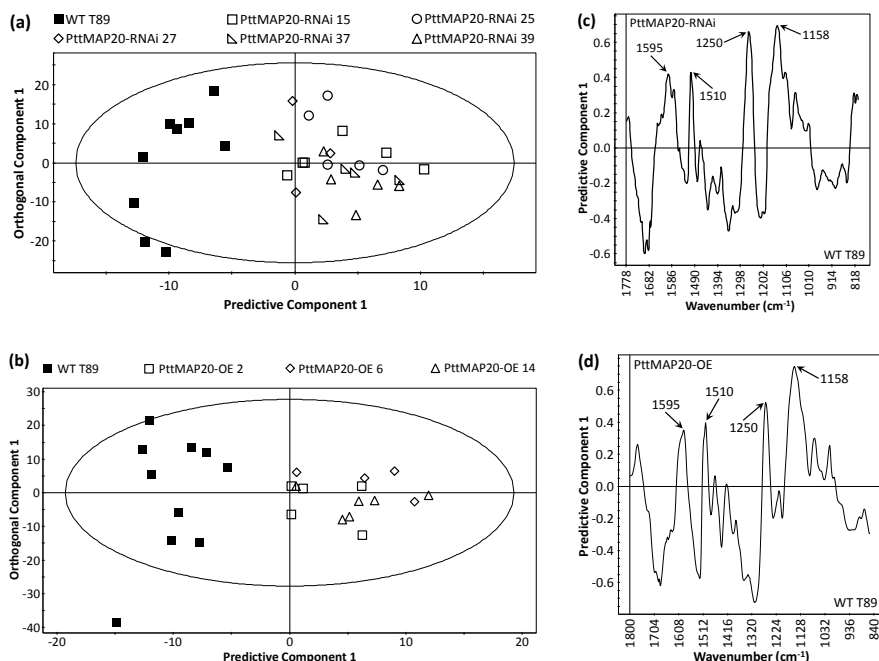 (a)
WT T89 PttMAP20-RNAi 15 PttMAP20-RNAi 25
PttMAP20-RNAi 27 PttMAP20-RNAi 37 PttMAP20-RNAi 39
Orthogonal Component 1
20
10
0
-10
-20
-10 0 10
Predictive Component 1
(b)
WT T89 PttMAP20-OE 2 PttMAP20-OE 6 PttMAP20-OE 14
Orthogonal Component 1
30
20
10
0
-10
-20
-30
-40
-20 -10 0 10 20
Predictive Component 1
(c)
PttMAP20-RNAi
Predictive Component 1
0.6
0.4
0.2
0.0
-0.2
-0.4
-0.6
1595
1510
1250
1158
WT T89
1778 1682 1586 1490 1394 1298 1202 1106 1010 914 818
Wavenumber (cm-1)
(d)
PttMAP20-OE
Predictive Component 1
0.6
0.4
0.2
0.0
-0.2
-0.4
-0.6
1595
1510
1250
1158
WT T89
1800 1704 1608 1512 1416 1320 1224 1128 1032 936 840
Wavenumber (cm-1)